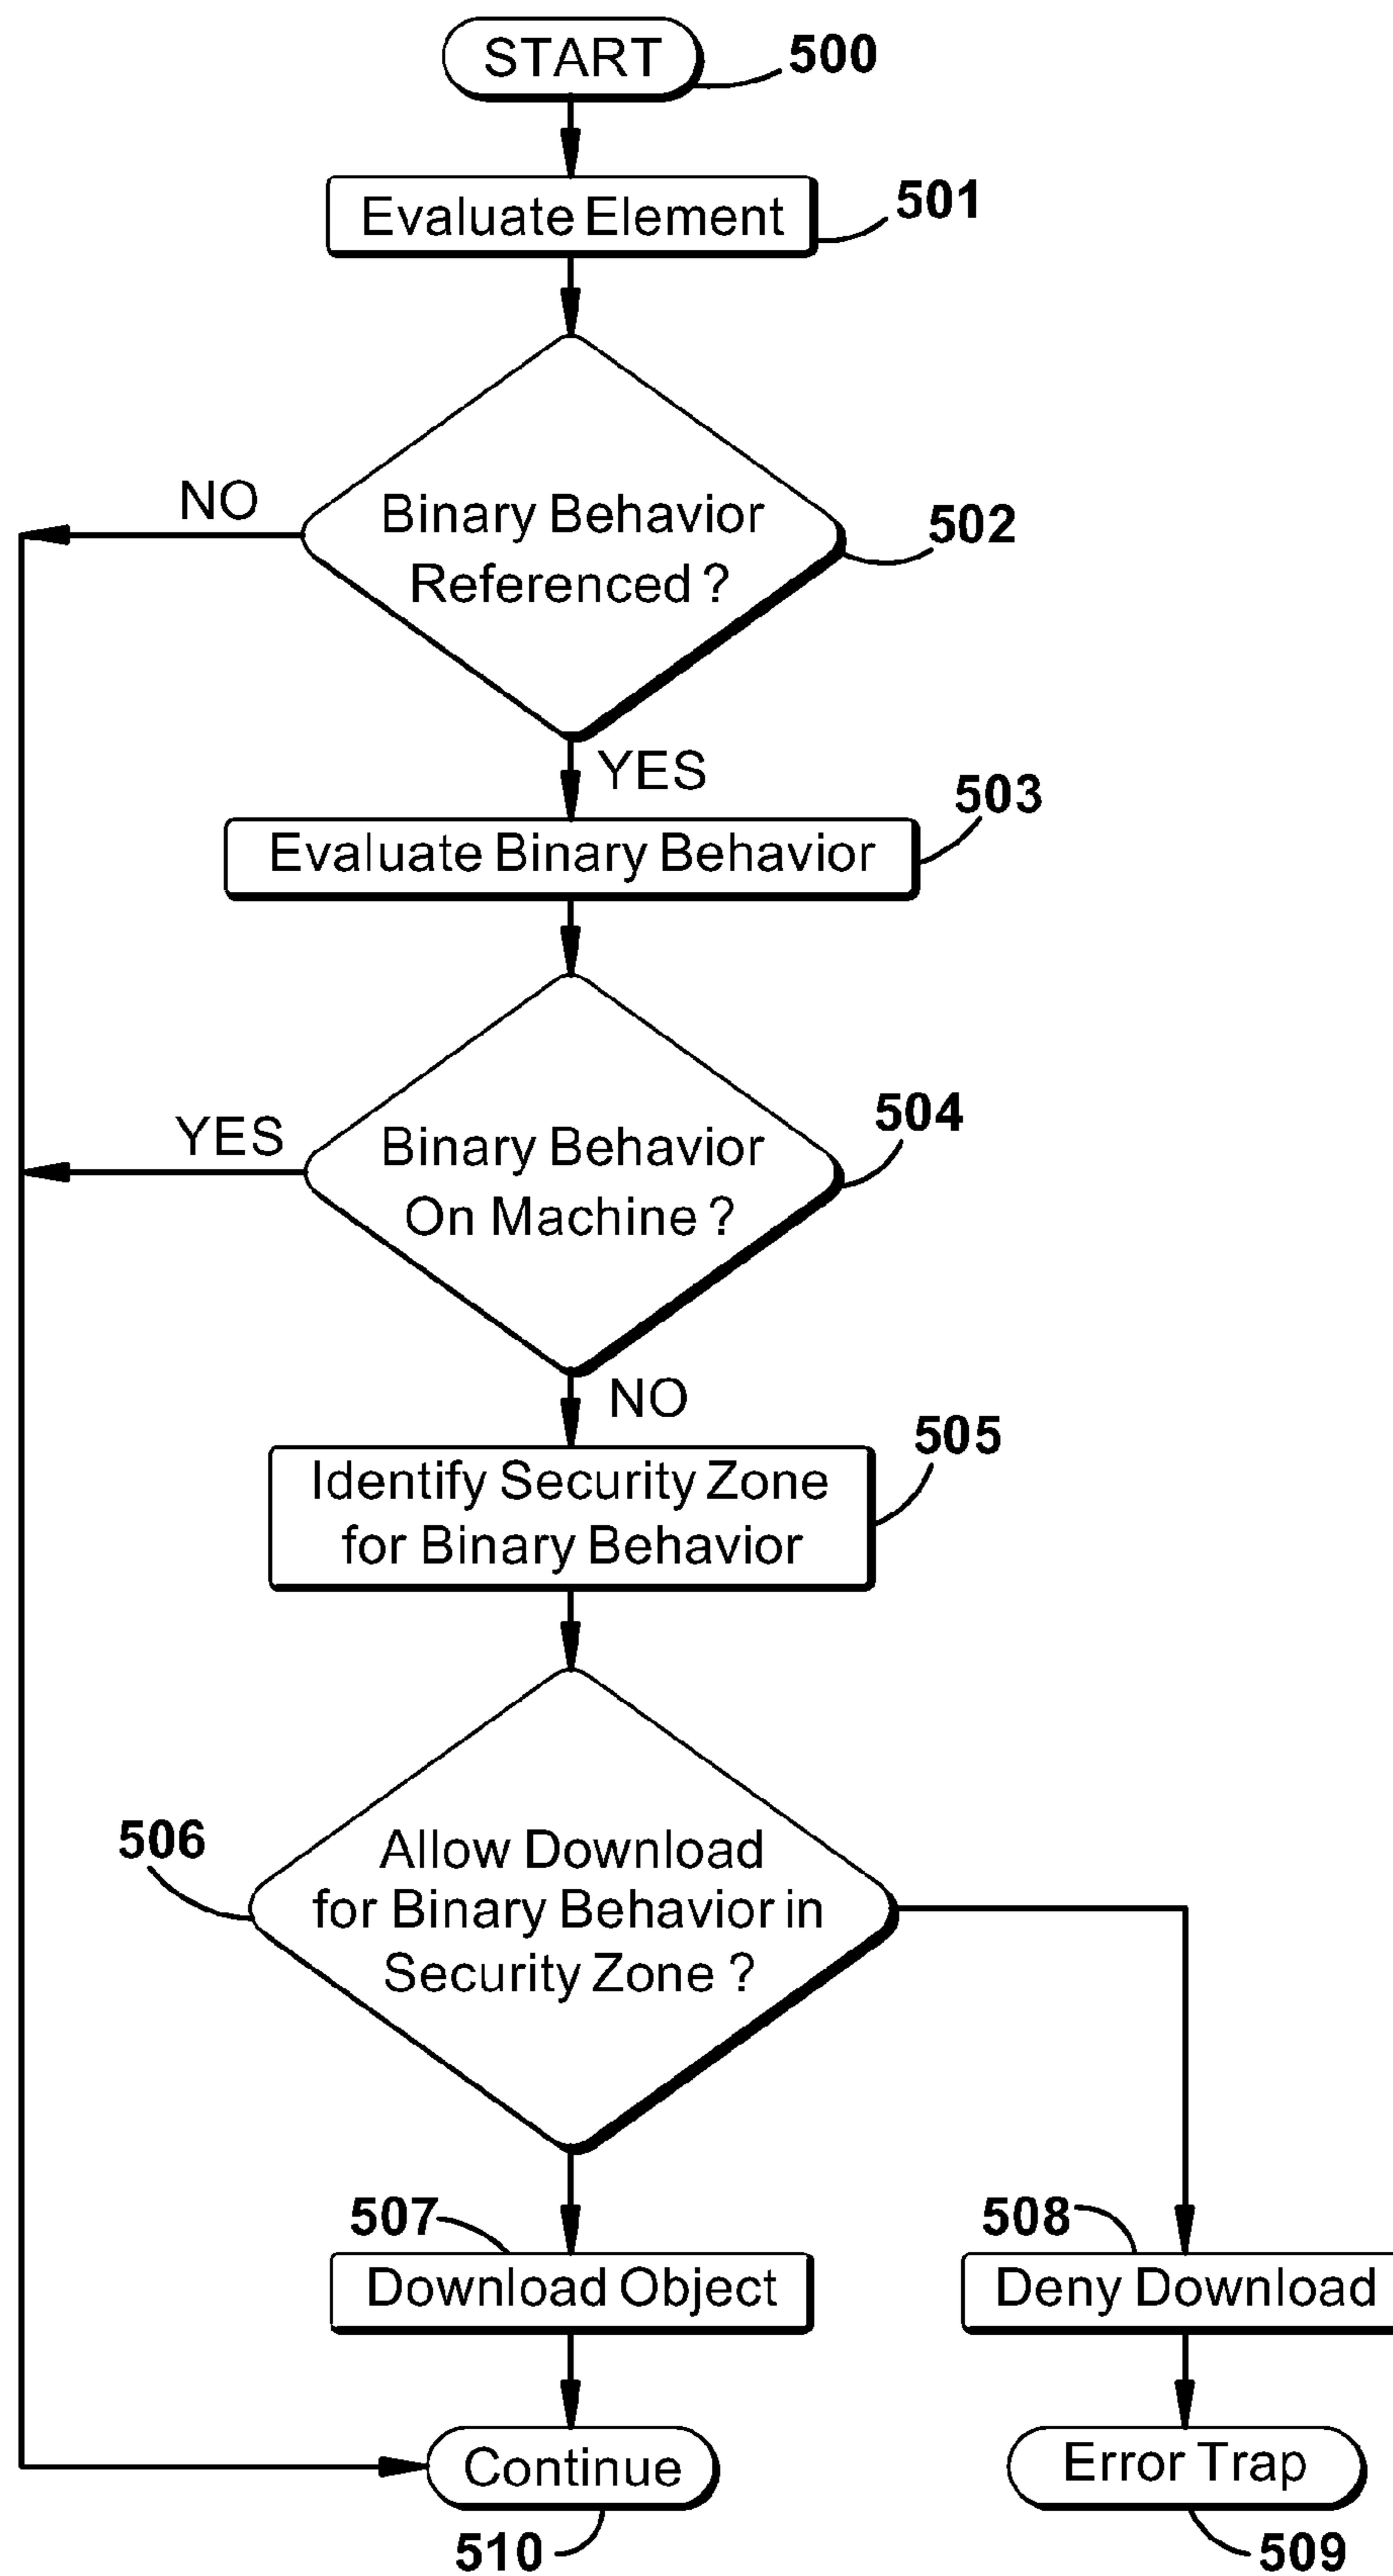 START
500
Evaluate Element
501
Binary Behavior
Referenced ?
502
NO
YES
Evaluate Binary Behavior
503
Binary Behavior
On Machine ?
504
YES
NO
Identify Security Zone
for Binary Behavior
505
506
Allow Download
for Binary Behavior in
Security Zone ?
507
Download Object
508
Deny Download
Continue
510
Error Trap
509